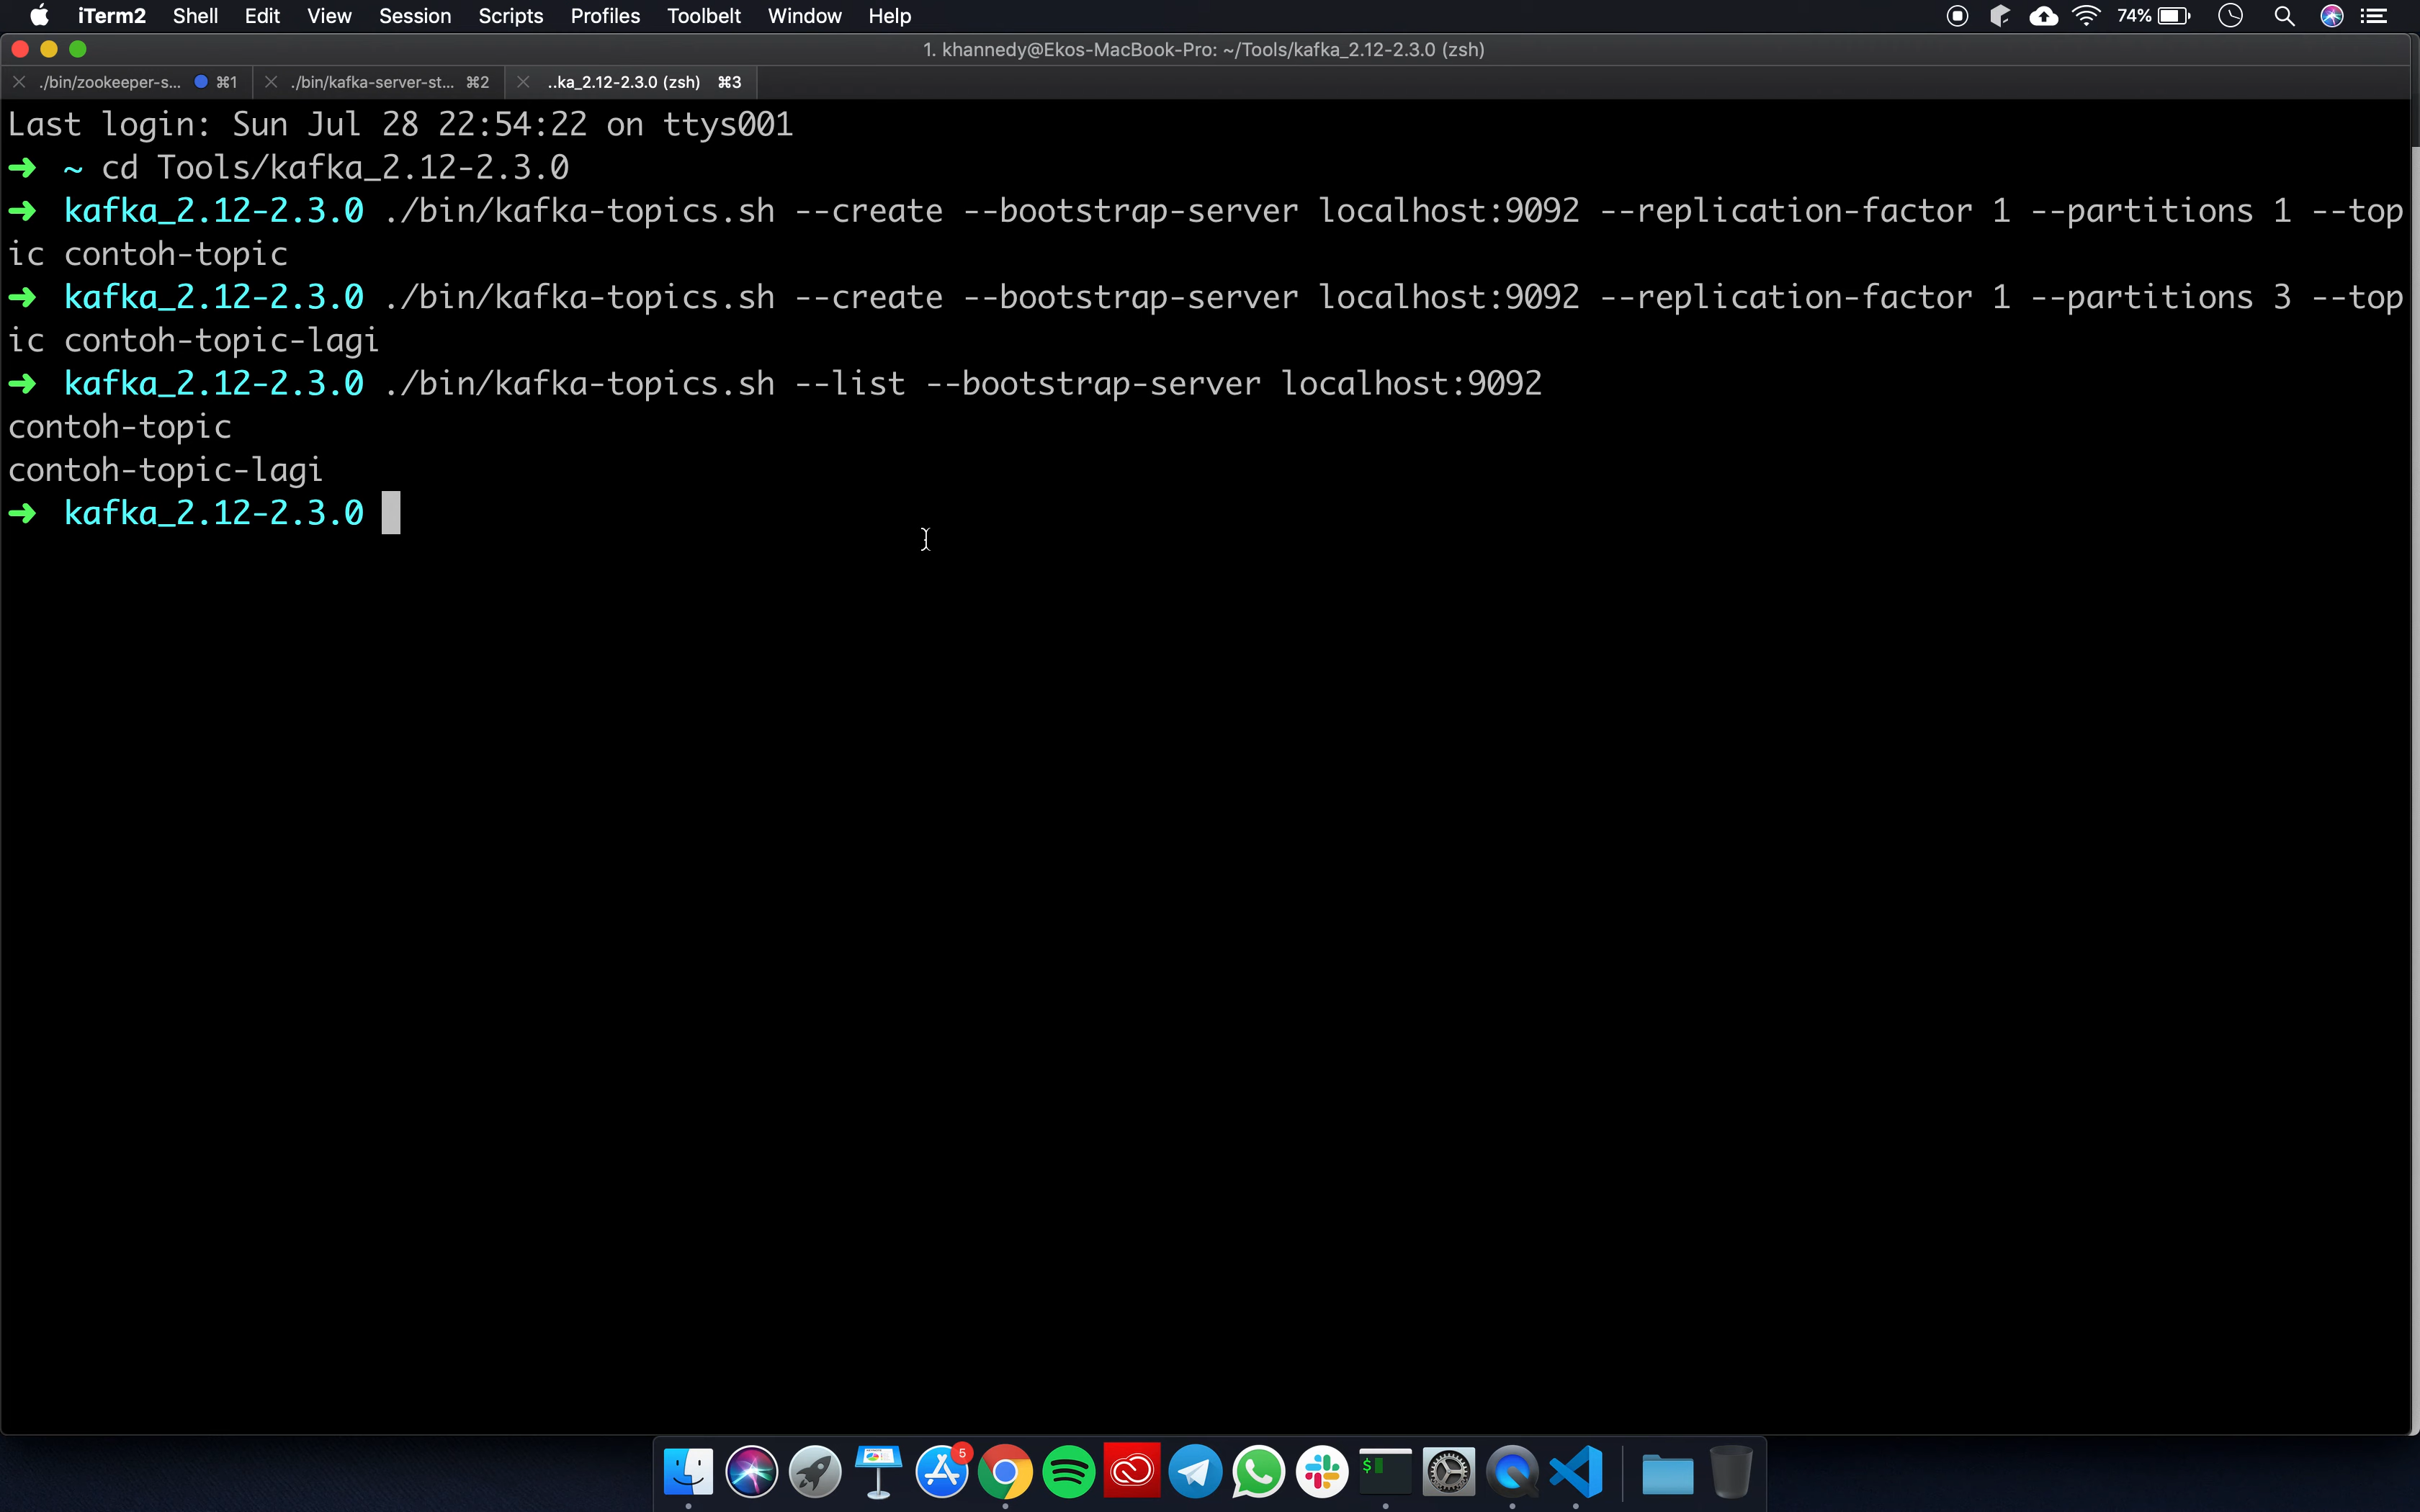 iTerm2 Shell Edit View Session Scripts Profiles Toolbelt Window Help 74%
1. khannedy@Ekos-MacBook-Pro: ~/Tools/kafka_2.12-2.3.0 (zsh)
./bin/zookeeper-s... ⌘1 ./bin/kafka-server-st... ⌘2 ..ka_2.12-2.3.0 (zsh) ⌘3
Last login: Sun Jul 28 22:54:22 on ttys001
➜ ~ cd Tools/kafka_2.12-2.3.0
➜ kafka_2.12-2.3.0 ./bin/kafka-topics.sh --create --bootstrap-server localhost:9092 --replication-factor 1 --partitions 1 --top
ic contoh-topic
➜ kafka_2.12-2.3.0 ./bin/kafka-topics.sh --create --bootstrap-server localhost:9092 --replication-factor 1 --partitions 3 --top
ic contoh-topic-lagi
➜ kafka_2.12-2.3.0 ./bin/kafka-topics.sh --list --bootstrap-server localhost:9092
contoh-topic
contoh-topic-lagi
➜ kafka_2.12-2.3.0
5
$